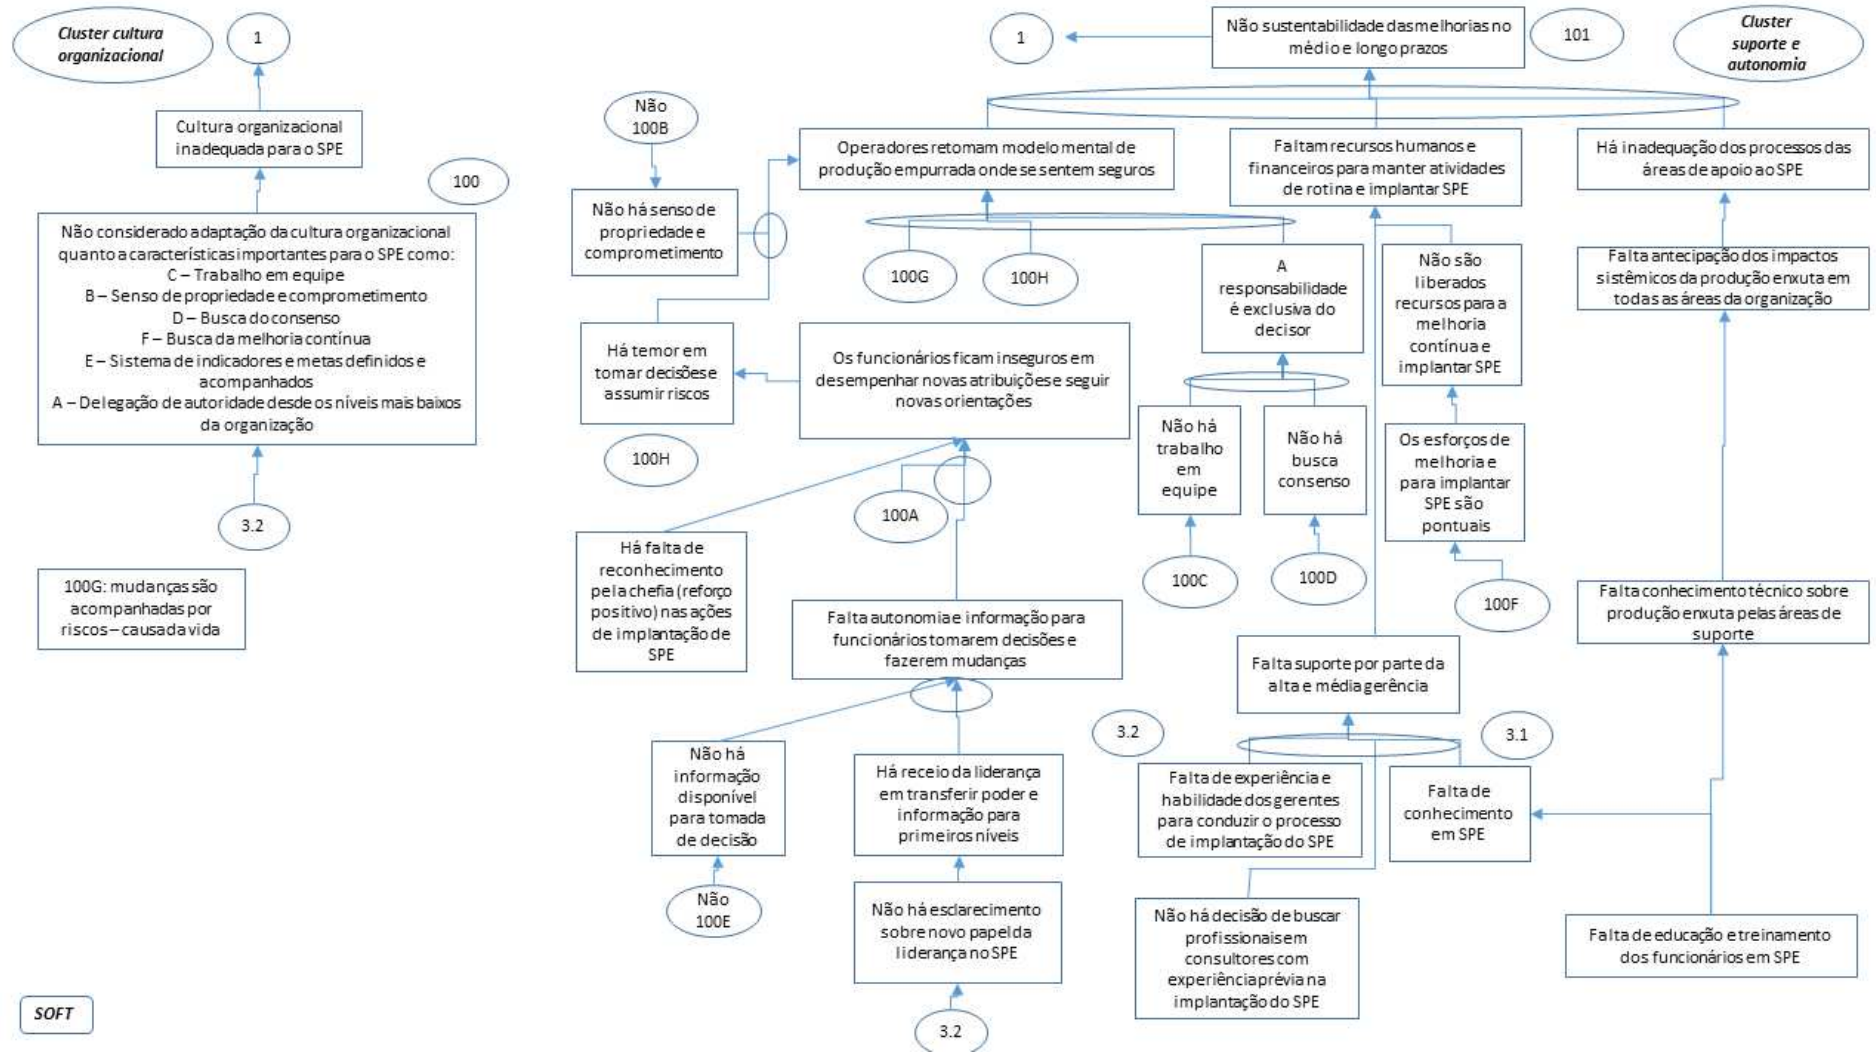 Cluster cultura
organizacional
1
Cultura organizacional
inadequada para o SPE
100
Não considerado adaptação da cultura organizacional
quanto a características importantes para o SPE como:
C – Trabalho em equipe
B – Senso de propriedade e comprometimento
D – Busca do consenso
F – Busca da melhoria contínua
E – Sistema de indicadores e metas definidos e
acompanhados
A – Delegação de autoridade desde os níveis mais baixos
da organização
3.2
100G: mudanças são
acompanhadas por
riscos – causa da vida
SOFT
1
Não sustentabilidade das melhorias no
médio e longo prazos
101
Cluster
suporte e
autonomia
Não
100B
Operadores retomam modelo mental de
produção empurrada onde se sentem seguros
Faltam recursos humanos e
financeiros para manter atividades
de rotina e implantar SPE
Há inadequação dos processos das
áreas de apoio ao SPE
Não há senso de
propriedade e
comprometimento
100G
100H
A
responsabilidade
é exclusiva do
decisor
Não são
liberados
recursos para a
melhoria
contínua e
implantar SPE
Falta antecipação dos impactos
sistêmicos da produção enxuta em
todas as áreas da organização
Há temor em
tomar decisões e
assumir riscos
Os funcionários ficam inseguros em
desempenhar novas atribuições e seguir
novas orientações
100H
100A
Não há
trabalho
em
equipe
Não há
busca
consenso
Os esforços de
melhoria e
para implantar
SPE são
pontuais
Há falta de
reconhecimento
pela chefia (reforço
positivo) nas ações
de implantação de
SPE
100C
100D
100F
Falta conhecimento técnico sobre
produção enxuta pelas áreas de
suporte
Falta autonomia e informação para
funcionários tomarem decisões e
fazerem mudanças
Falta suporte por parte da
alta e média gerência
3.2
3.1
Não há
informação
disponível
para tomada
de decisão
Há receio da liderança
em transferir poder e
informação para
primeiros níveis
Falta de experiência e
habilidade dos gerentes
para conduzir o processo
de implantação do SPE
Falta de
conhecimento
em SPE
Não
100E
Não há esclarecimento
sobre novo papel da
liderança no SPE
Não há decisão de buscar
profissionais em
consultores com
experiência prévia na
implantação do SPE
Falta de educação e treinamento
dos funcionários em SPE
3.2